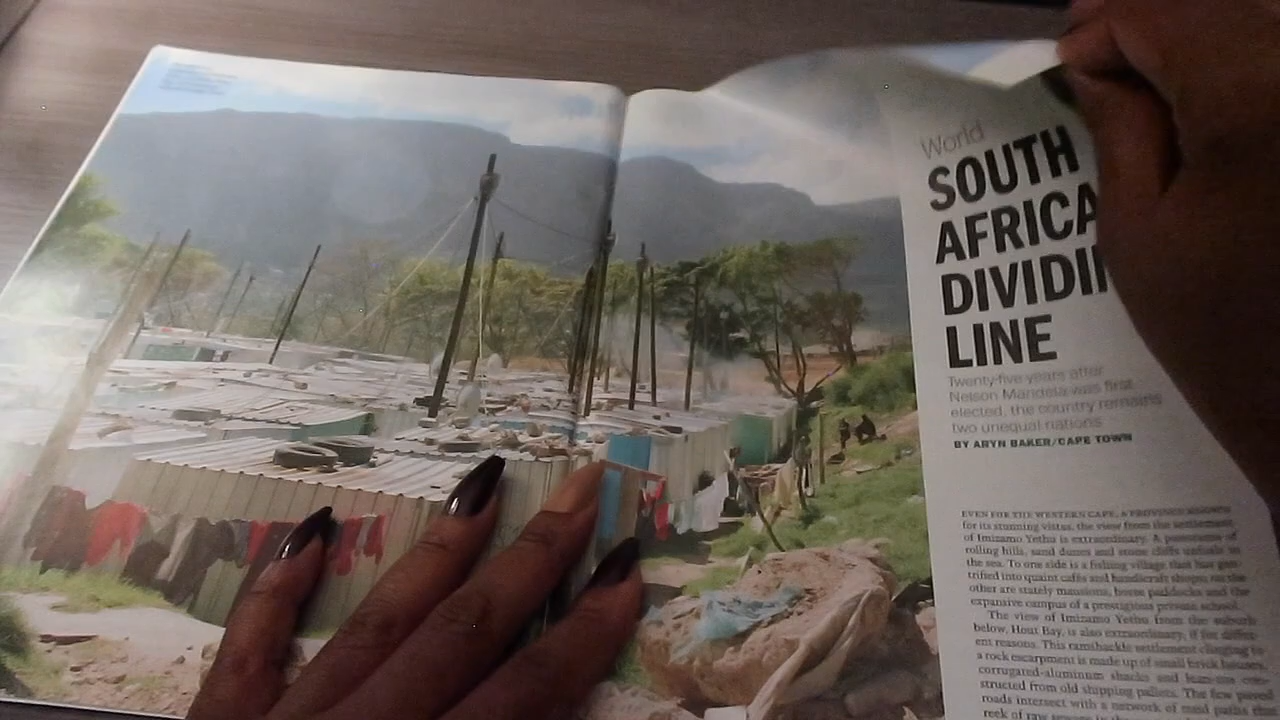 World
SOUTH
AFRICA
DIVIDI
LINE
Twenty-five years after
Nelson Mandela was first
elected, the country remains
two unequal nations
BY ARYN BAKER/CAPE TOWN
EVEN FOR THE WESTERN CAPE, A PROVINCE KNOWN
for its stunning vistas, the view from the settlement
of Imizamo Yethu is extraordinary. A panorama of
rolling hills, sand dunes and stone cliffs unfurls to
the sea. To one side is a fishing village that has gen-
trified into quaint cafés and handicraft shops; on the
other are stately mansions, horse paddocks and the
expansive campus of a prestigious private school.
The view of Imizamo Yethu from the suburb
below, Hout Bay, is also extraordinary, if for differ-
ent reasons. This ramshackle settlement clinging to
a rock escarpment is made up of small brick houses,
corrugated-aluminum shacks and lean-tos con-
structed from old shipping pallets. The few paved
roads intersect with a network of mud paths that
reek of raw